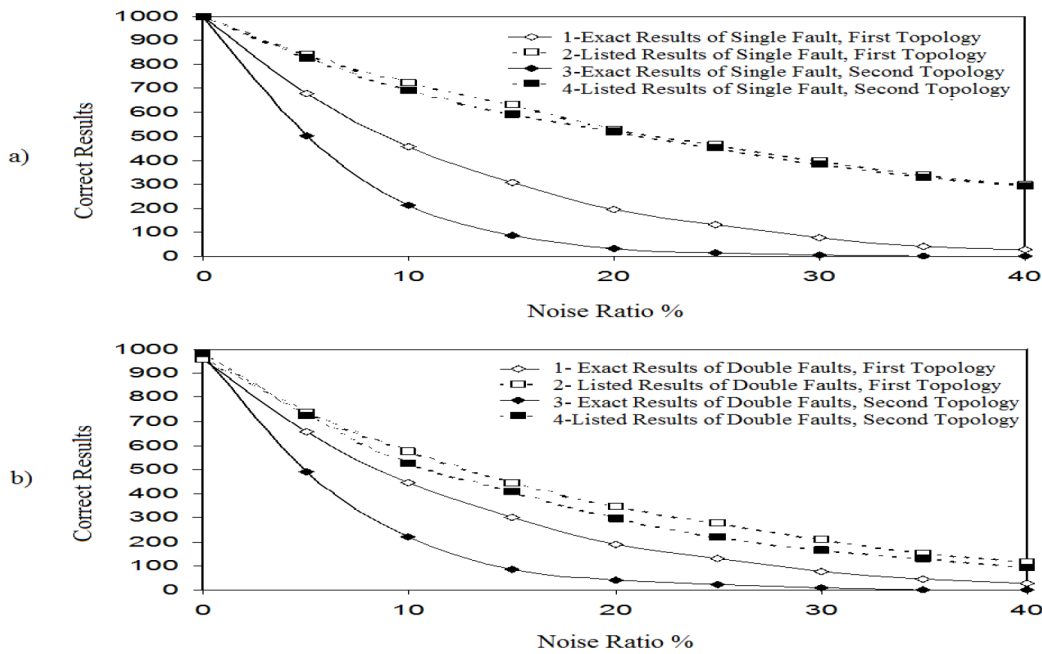 a)
Correct Results
1000
900
800
700
600
500
400
300
200
100
0
1-Exact Results of Single Fault, First Topology
2-Listed Results of Single Fault, First Topology
3-Exact Results of Single Fault, Second Topology
4-Listed Results of Single Fault, Second Topology
0 10 20 30 40
Noise Ratio %
b)
Correct Results
1000
900
800
700
600
500
400
300
200
100
0
1- Exact Results of Double Faults, First Topology
2- Listed Results of Double Faults, First Topology
3- Exact Results of Double Faults, Second Topology
4-Listed Results of Double Faults, Second Topology
0 10 20 30 40
Noise Ratio %